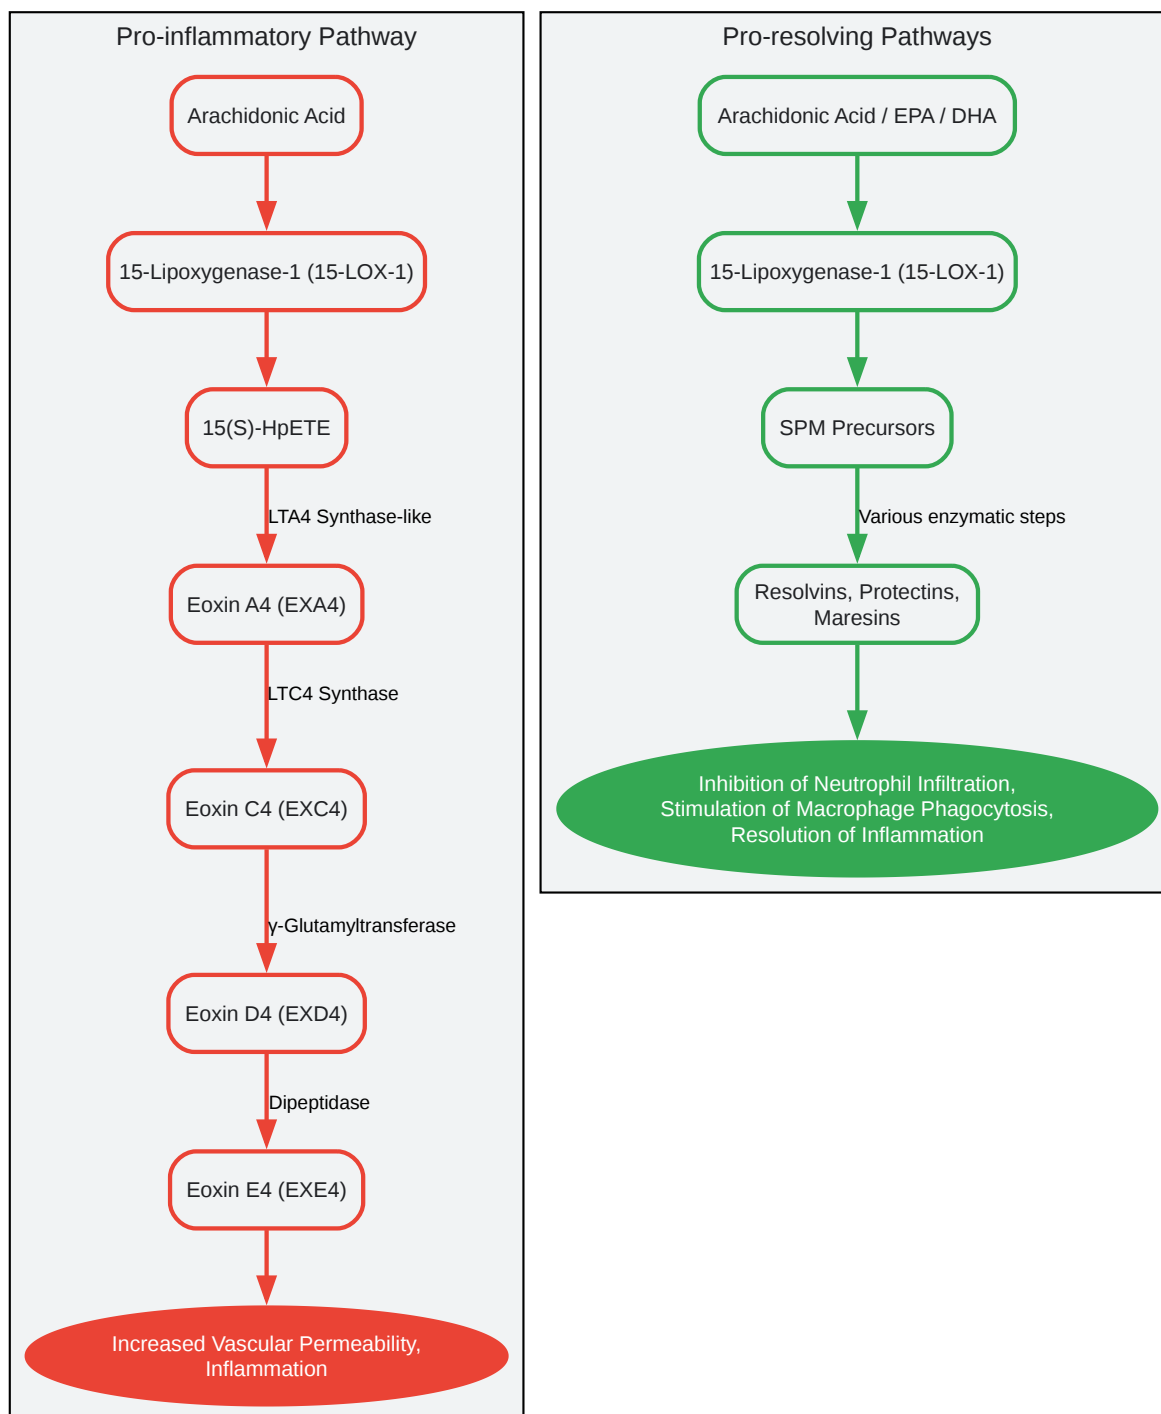 Pro-inflammatory Pathway
Arachidonic Acid
15-Lipoxygenase-1 (15-LOX-1)
15(S)-HpETE
LTA4 Synthase-like
Eoxin A4 (EXA4)
LTC4 Synthase
Eoxin C4 (EXC4)
γ-Glutamyltransferase
Eoxin D4 (EXD4)
Dipeptidase
Eoxin E4 (EXE4)
Increased Vascular Permeability,
Inflammation
Pro-resolving Pathways
Arachidonic Acid / EPA / DHA
15-Lipoxygenase-1 (15-LOX-1)
SPM Precursors
Various enzymatic steps
Resolvins, Protectins,
Maresins
Inhibition of Neutrophil Infiltration,
Stimulation of Macrophage Phagocytosis,
Resolution of Inflammation